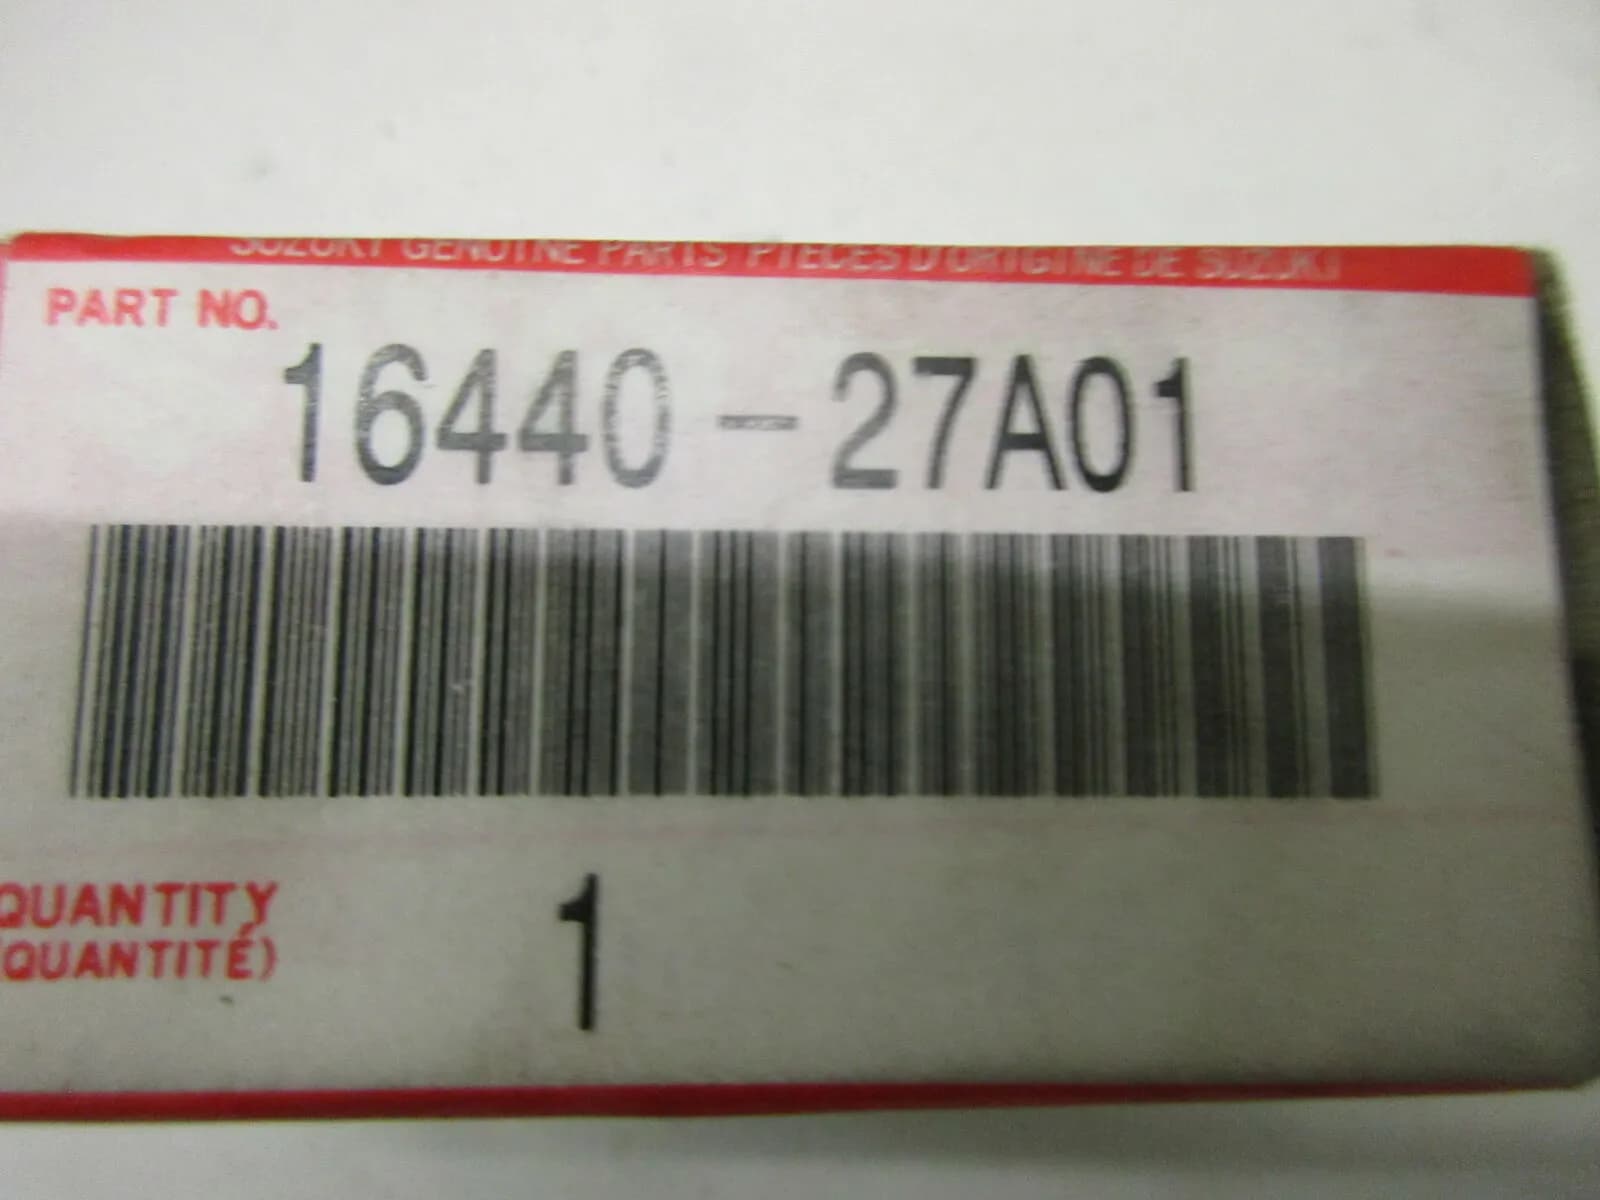 SUZUKI GENUINE PARTS PIECES D'ORIGINE DE SUZUKI
PART NO.
16440-27A01
QUANTITY 1
(QUANTITÉ)